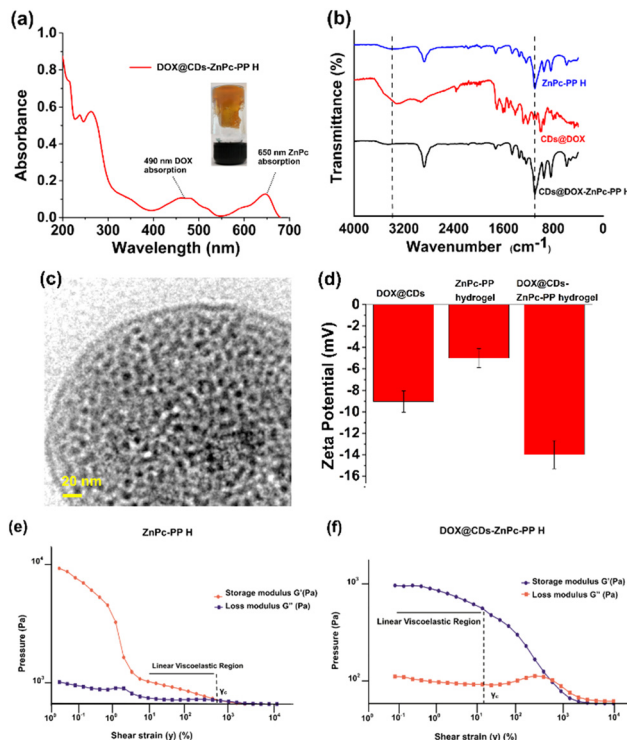 (a)
DOX@CDs-ZnPc-PP H
1.0
0.8
0.6
0.4
0.2
0.0
Absorbance
490 nm DOX
absorption
650 nm ZnPc
absorption
200 300 400 500 600 700
Wavelength (nm)
(b)
Transmittance (%)
ZnPc-PP H
CDs@DOX
CDs@DOX-ZnPc-PP H
4000 3200 2400 1600 800 0
Wavenumber (cm-1)
(c)
20 nm
(d)
DOX@CDs
ZnPc-PP
hydrogel
DOX@CDs-
ZnPc-PP hydrogel
0
-2
-4
-6
-8
-10
-12
-14
-16
Zeta Potential (mV)
(e)
ZnPc-PP H
Storage modulus G'(Pa)
Loss modulus G'' (Pa)
Linear Viscoelastic Region
γc
10⁴
10³
Pressure (Pa)
10⁻¹ 10⁰ 10¹ 10² 10³ 10⁴
Shear strain (γ) (%)
(f)
DOX@CDs-ZnPc-PP H
Storage modulus G'(Pa)
Loss modulus G'' (Pa)
Linear Viscoelastic Region
γc
10³
10²
Pressure (Pa)
10⁻¹ 10⁰ 10¹ 10² 10³ 10⁴
Shear strain (γ) (%)